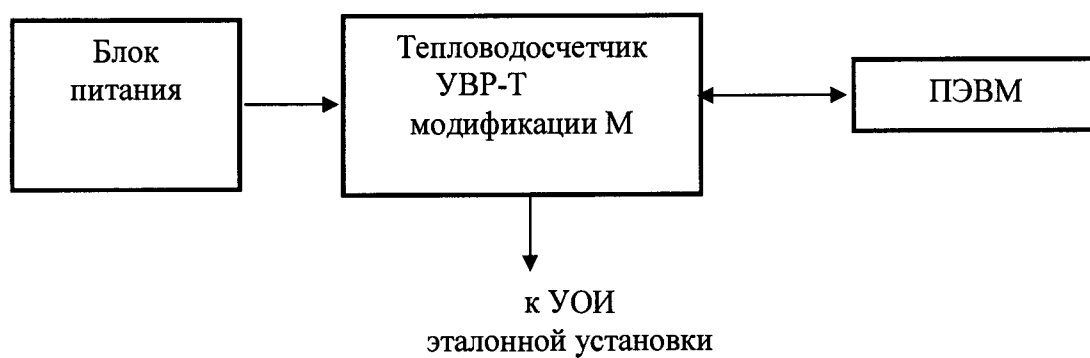 Блок
питания
Тепловодосчетчик
УВР-Т
модификации М
ПЭВМ
к УОИ
эталонной установки